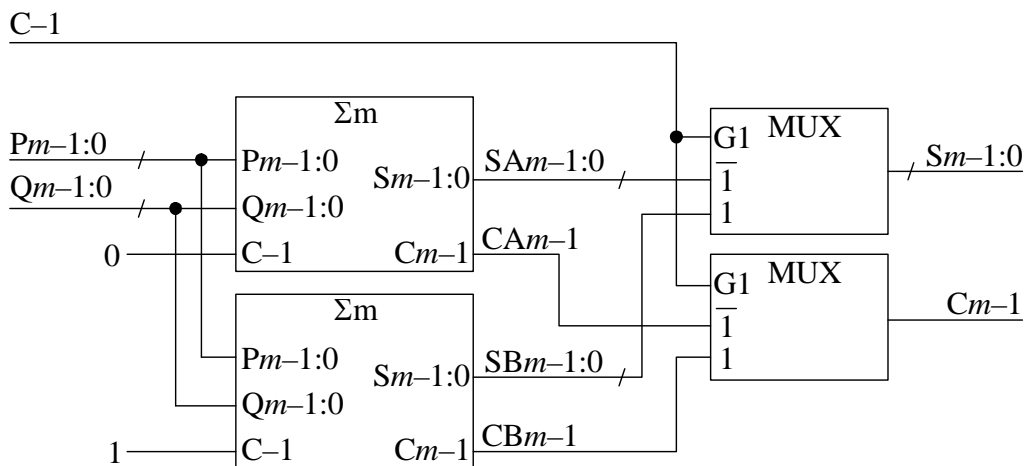 C–1
Σm
MUX
Pm–1:0
Pm–1:0
G1
SAm–1:0
Sm–1:0
Sm–1:0
1̅
Qm–1:0
Qm–1:0
1
0
C–1
Cm–1
CAm–1
MUX
G1
Σm
Cm–1
1̅
Pm–1:0
1
Sm–1:0
SBm–1:0
Qm–1:0
1
C–1
Cm–1
CBm–1